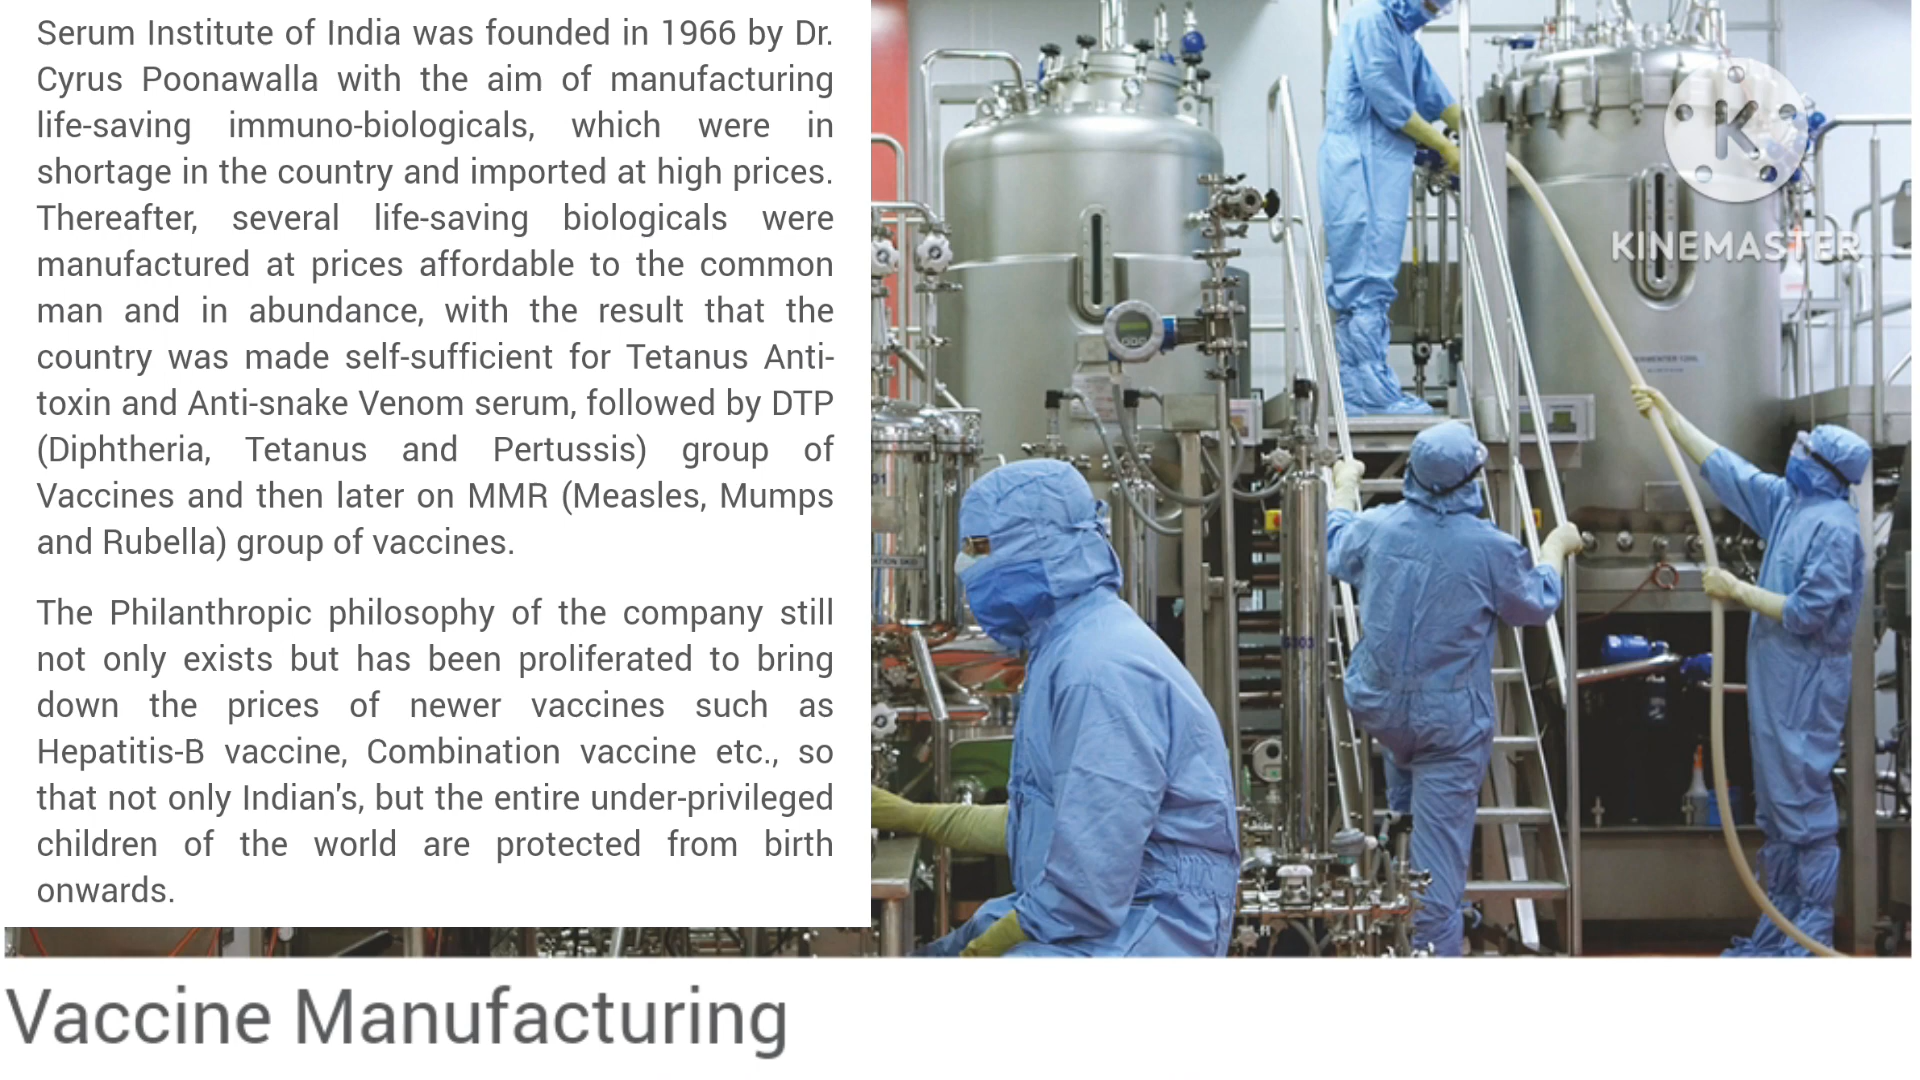 Serum Institute of India was founded in 1966 by Dr.
Cyrus Poonawalla with the aim of manufacturing
life-saving immuno-biologicals, which were in
shortage in the country and imported at high prices.
Thereafter, several life-saving biologicals were
manufactured at prices affordable to the common
man and in abundance, with the result that the
country was made self-sufficient for Tetanus Anti-
toxin and Anti-snake Venom serum, followed by DTP
(Diphtheria, Tetanus and Pertussis) group of
Vaccines and then later on MMR (Measles, Mumps
and Rubella) group of vaccines.
The Philanthropic philosophy of the company still
not only exists but has been proliferated to bring
down the prices of newer vaccines such as
Hepatitis-B vaccine, Combination vaccine etc., so
that not only Indian's, but the entire under-privileged
children of the world are protected from birth
onwards.
K
KINEMASTER
Vaccine Manufacturing